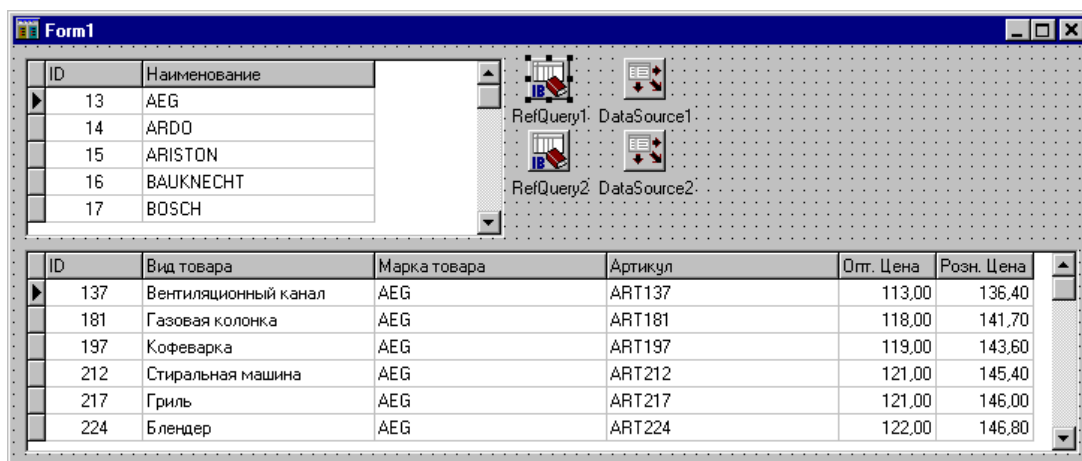 Form1
ID Наименование
13 AEG
14 ARDO
15 ARISTON
16 BAUKNECHT
17 BOSCH
IB
RefQuery1 DataSource1
IB
RefQuery2 DataSource2
ID Вид товара Марка товара Артикул Опт. Цена Розн. Цена
137 Вентиляционный канал AEG ART137 113,00 136,40
181 Газовая колонка AEG ART181 118,00 141,70
197 Кофеварка AEG ART197 119,00 143,60
212 Стиральная машина AEG ART212 121,00 145,40
217 Гриль AEG ART217 121,00 146,00
224 Блендер AEG ART224 122,00 146,80